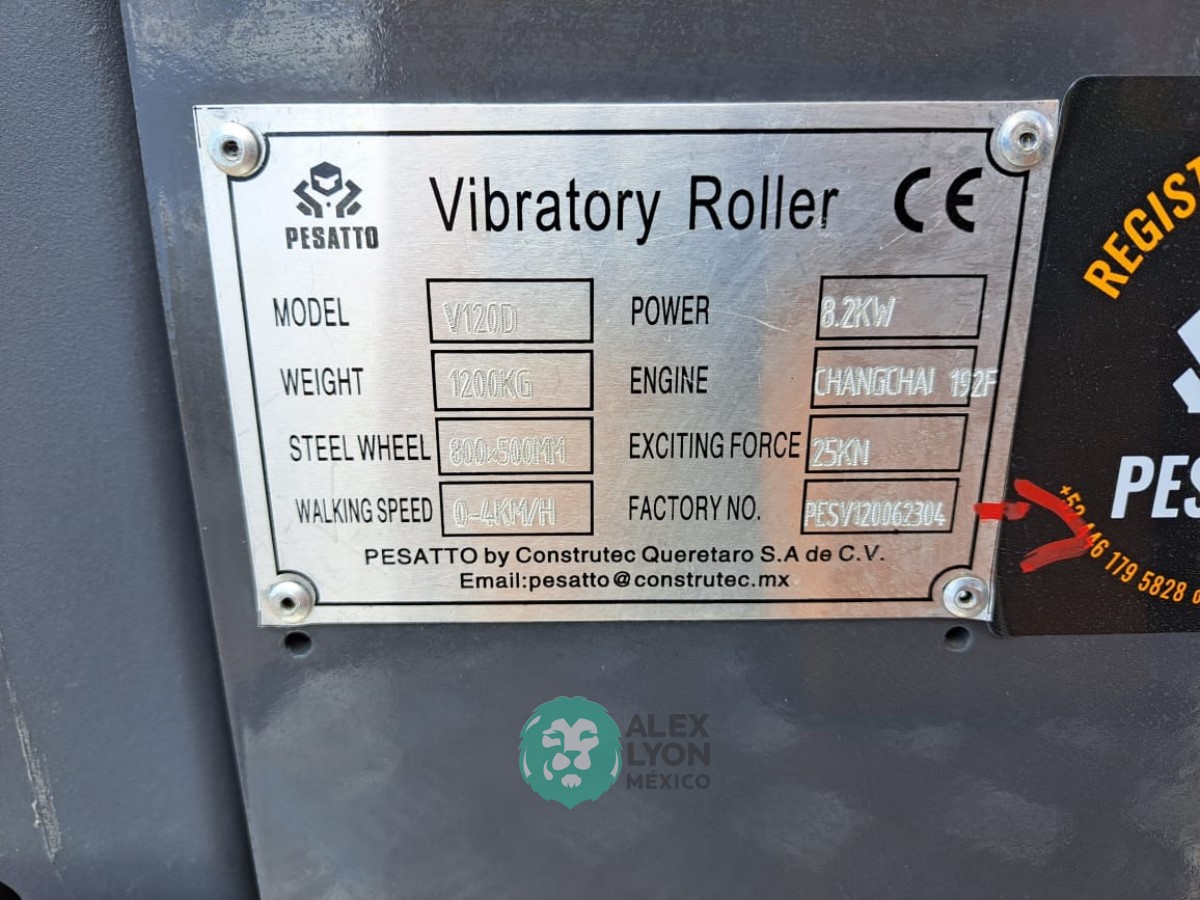 PESATTO
Vibratory Roller CE
MODEL V120D POWER 8.2KW
WEIGHT 1200KG ENGINE CHANGCHAI 192F
STEEL WHEEL 800×500MM EXCITING FORCE 25KN
WALKING SPEED 0-4KM/H FACTORY NO. PESV120062304
PESATTO by Construtec Queretaro S.A de C.V.
Email:pesatto@construtec.mx
REGIST
PES
446 179 5828
ALEX
LYON
MÉXICO